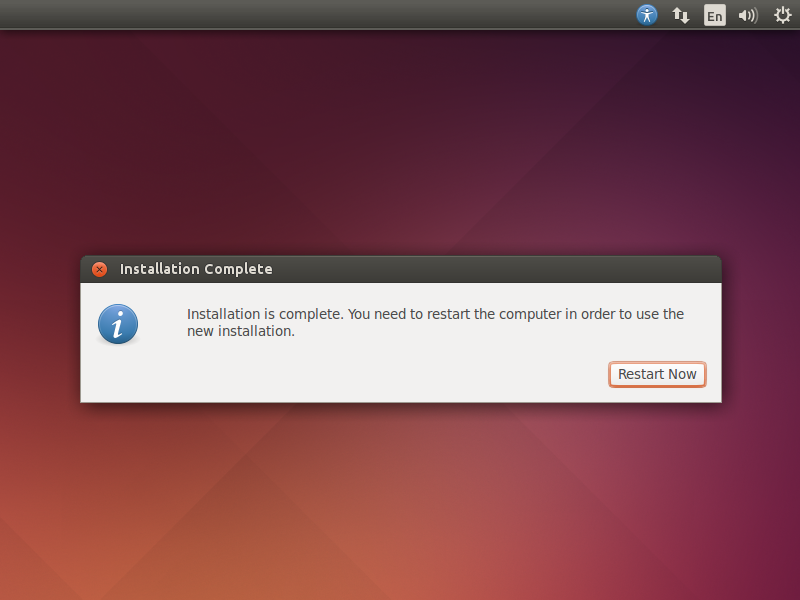 En
Installation Complete
Installation is complete. You need to restart the computer in order to use the
new installation.
Restart Now